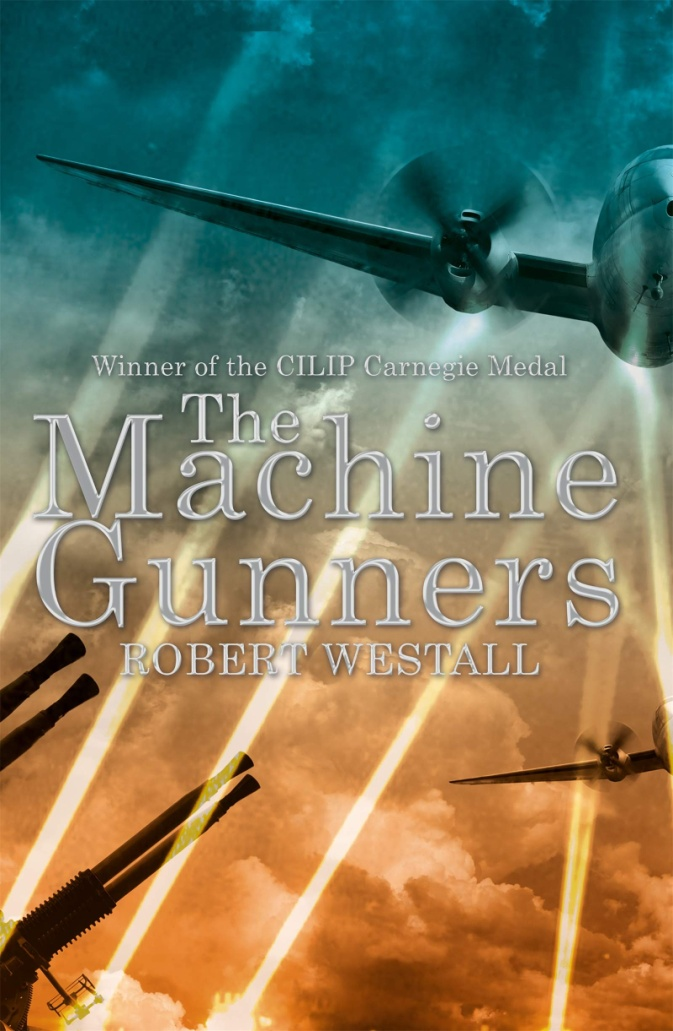 Winner of the CILIP Carnegie Medal
The
Machine
Gunners
ROBERT WESTALL